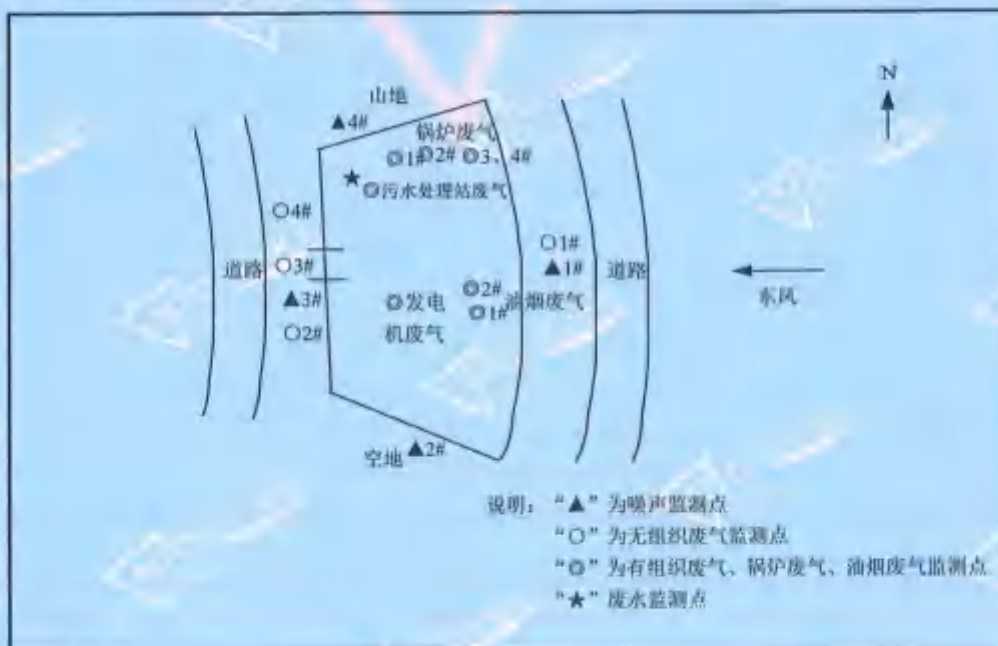 N
山地
▲4#
锅炉废气
◎1# ◎2# ◎3、4#
★ ◎污水处理站废气
○4#
○1#
道路 ○3# ▲1# 道路
东风
▲3# ◎发电 ◎2# 油烟废气
◎1#
○2# 机废气
空地 ▲2#
说明：“▲”为噪声监测点
“○”为无组织废气监测点
“◎”为有组织废气、锅炉废气、油烟废气监测点
“★”废水监测点